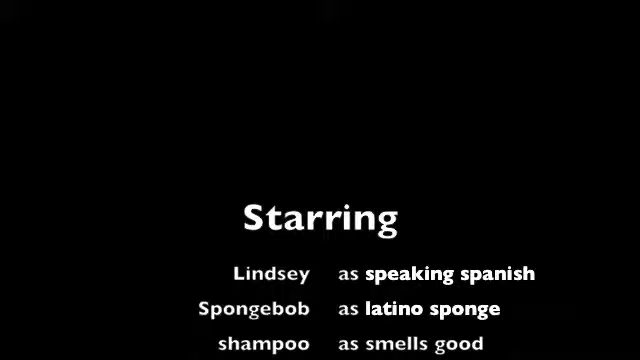 Starring
Lindsey as speaking spanish
Spongebob as latino sponge
shampoo as smells good